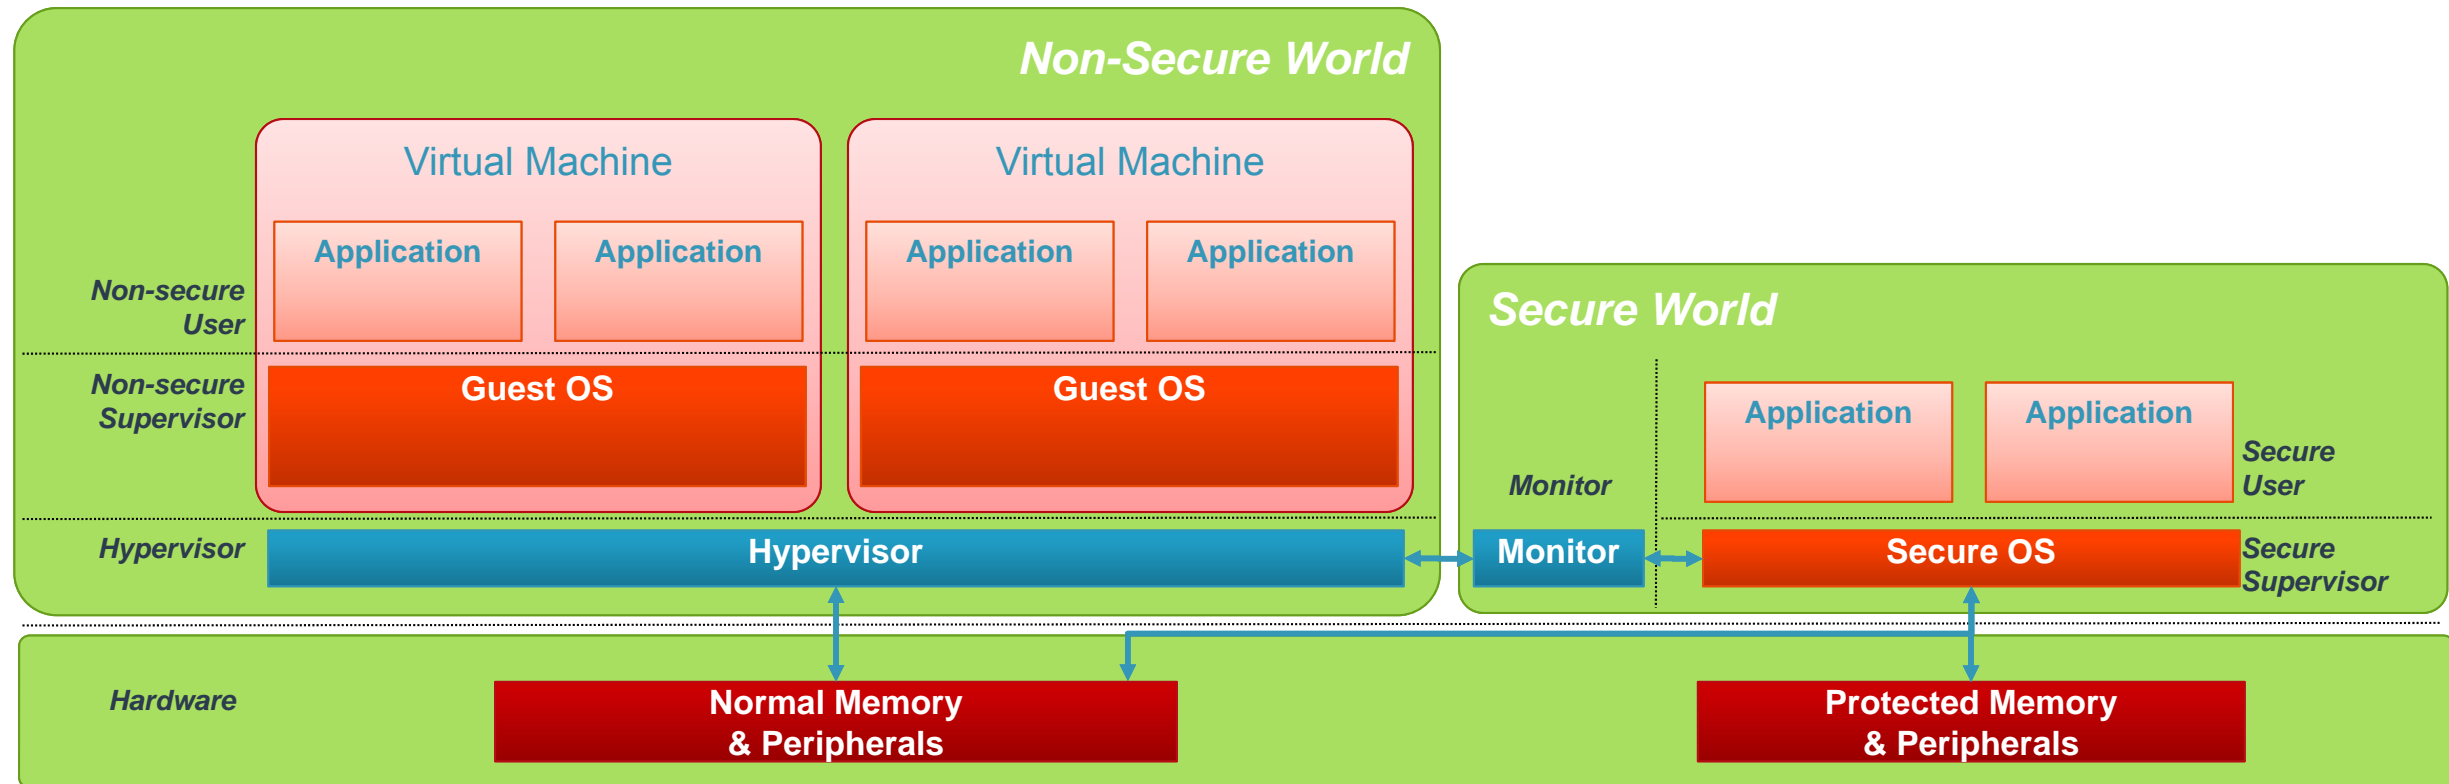 Non-Secure World
Virtual Machine
Virtual Machine
Application
Application
Application
Application
Non-secure
User
Non-secure
Supervisor
Guest OS
Guest OS
Hypervisor
Hypervisor
Secure World
Monitor
Monitor
Application
Application
Secure
User
Secure OS
Secure
Supervisor
Hardware
Normal Memory
& Peripherals
Protected Memory
& Peripherals